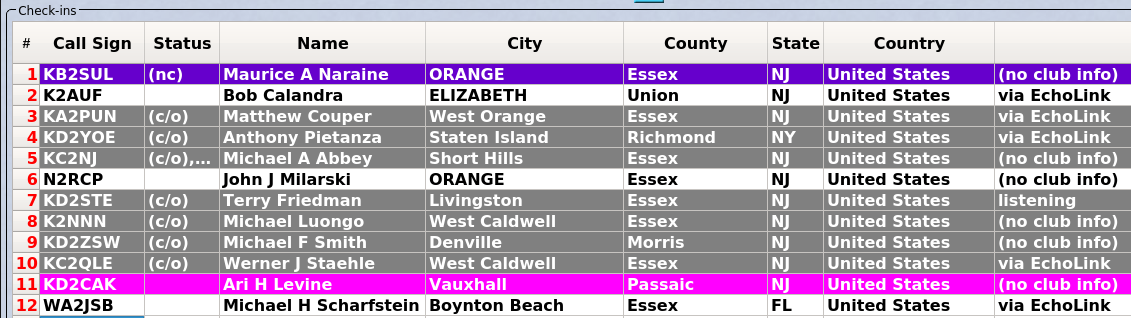 Check-ins
# Call Sign Status Name City County State Country
1 KB2SUL (nc) Maurice A Naraine ORANGE Essex NJ United States (no club info)
2 K2AUF Bob Calandra ELIZABETH Union NJ United States via EchoLink
3 KA2PUN (c/o) Matthew Couper West Orange Essex NJ United States via EchoLink
4 KD2YOE (c/o) Anthony Pietanza Staten Island Richmond NY United States via EchoLink
5 KC2NJ (c/o),... Michael A Abbey Short Hills Essex NJ United States (no club info)
6 N2RCP John J Milarski ORANGE Essex NJ United States (no club info)
7 KD2STE (c/o) Terry Friedman Livingston Essex NJ United States listening
8 K2NNN (c/o) Michael Luongo West Caldwell Essex NJ United States (no club info)
9 KD2ZSW (c/o) Michael F Smith Denville Morris NJ United States (no club info)
10 KC2QLE (c/o) Werner J Staehle West Caldwell Essex NJ United States via EchoLink
11 KD2CAK Ari H Levine Vauxhall Passaic NJ United States (no club info)
12 WA2JSB Michael H Scharfstein Boynton Beach Essex FL United States via EchoLink